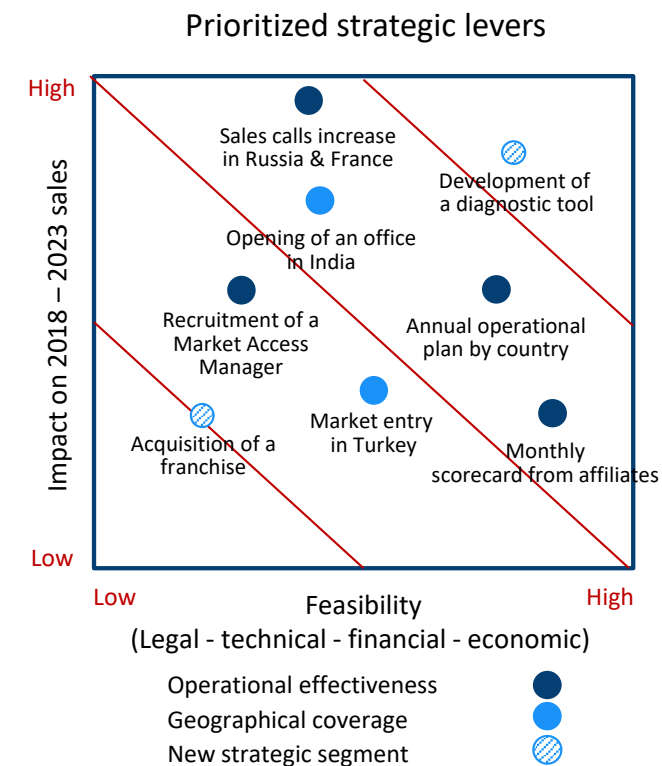 Prioritized strategic levers
High
Sales calls increase
in Russia & France
Development of
a diagnostic tool
Opening of an office
in India
Recruitment of a
Market Access
Manager
Annual operational
plan by country
Market entry
in Turkey
Acquisition of a
franchise
Monthly
scorecard from affiliates
Impact on 2018 – 2023 sales
Low
Low
High
Feasibility
(Legal - technical - financial - economic)
Operational effectiveness
Geographical coverage
New strategic segment